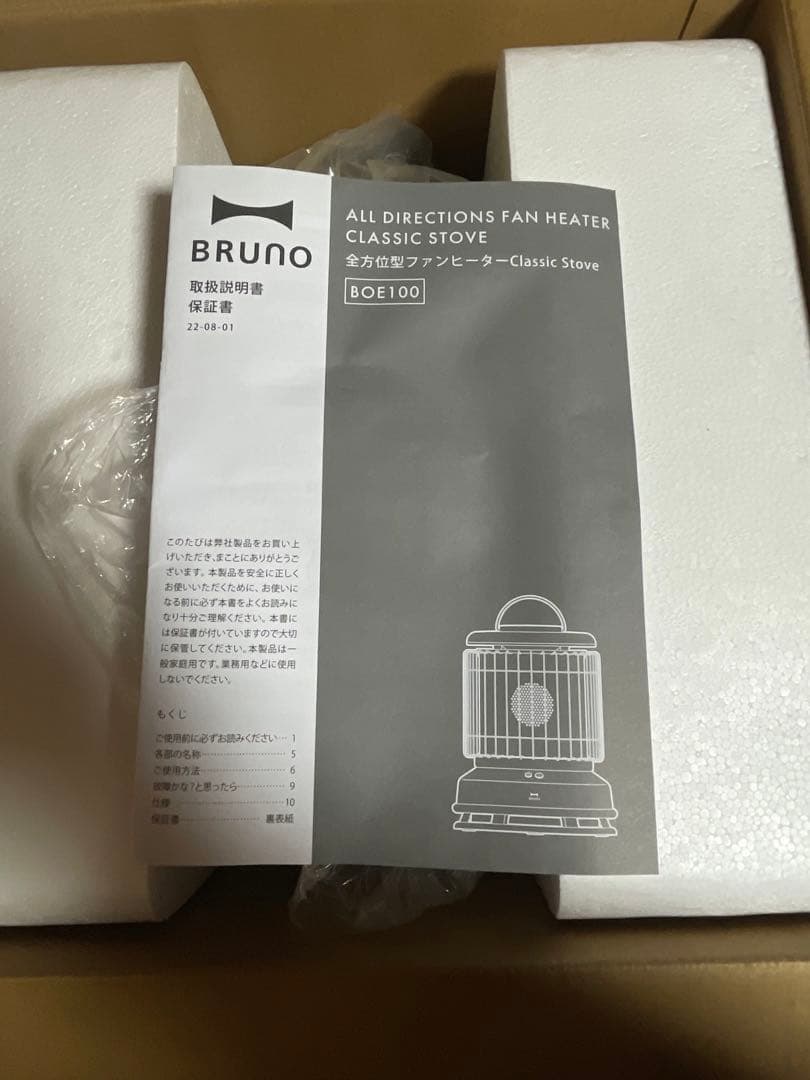 BRUNO
取扱説明書
保証書
22-08-01
ALL DIRECTIONS FAN HEATER
CLASSIC STOVE
全方位型ファンヒーターClassic Stove
BOE100
このたびは弊社製品をお買い上
げいただき、まことにありがとうご
ざいます。本製品を安全に正しく
お使いいただくために、お使いに
なる前に必ず本書をよくお読みに
なり十分ご理解ください。本書に
は保証書が付いていますので大切
に保管してください。本製品は一
般家庭用です。業務用などに使用
しないでください。
もくじ
ご使用前に必ずお読みください… 1
各部の名称…………………… 5
ご使用方法…………………… 6
故障かな？と思ったら………… 9
仕様 …………………………10
保証書………………… 裏表紙
BRUNO